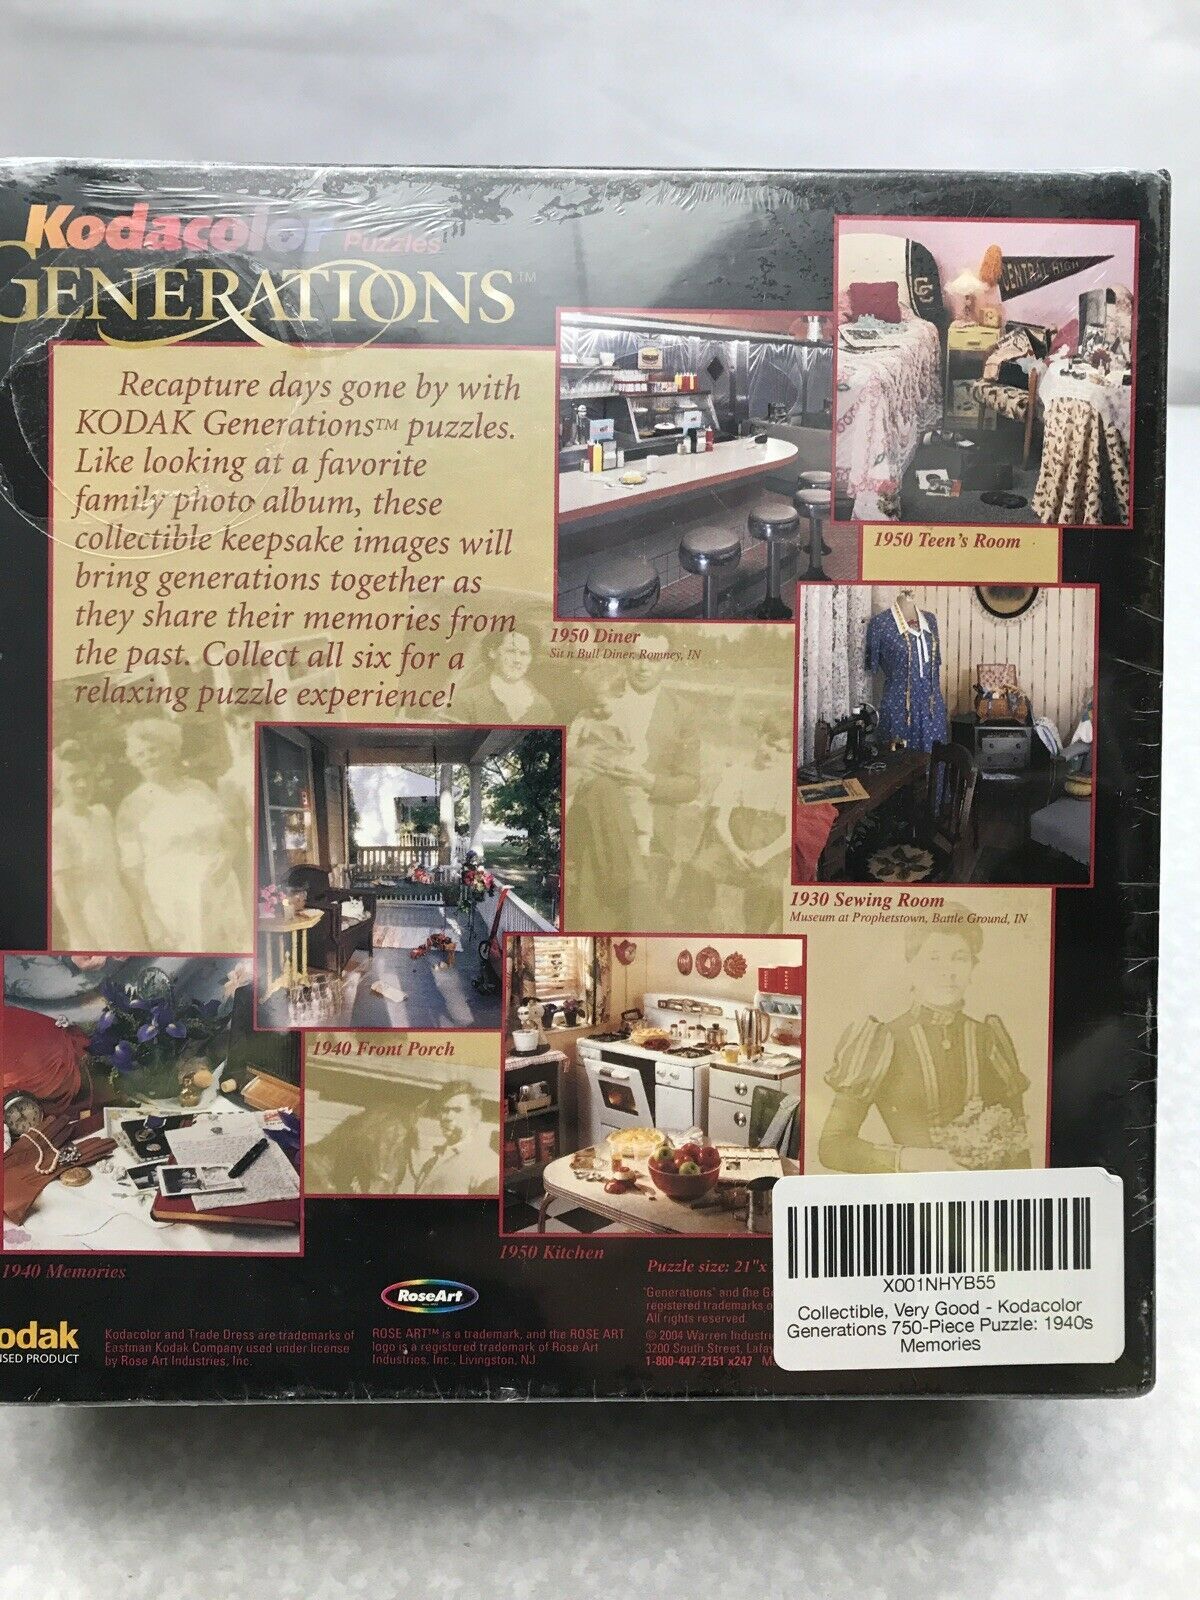 Kodacolor Puzzles
GENERATIONS™
Recapture days gone by with
KODAK Generations™ puzzles.
Like looking at a favorite
family photo album, these
collectible keepsake images will
bring generations together as
they share their memories from
the past. Collect all six for a
relaxing puzzle experience!
CENTRAL HIGH
1950 Teen's Room
1950 Diner
Sit n Bull Diner, Romney, IN
1930 Sewing Room
Museum at Prophetstown, Battle Ground, IN
1940 Front Porch
1950 Kitchen
1940 Memories
Puzzle size: 21"x
RoseArt
odak
SED PRODUCT
Kodacolor and Trade Dress are trademarks of
Eastman Kodak Company used under license
by Rose Art Industries, Inc.
ROSE ART™ is a trademark, and the ROSE ART
logo is a registered trademark of Rose Art
Industries, Inc., Livingston, NJ
"Generations" and the G
registered trademarks o
All rights reserved.
© 2004 Warren Industri
3200 South Street, Lafay
1-800-447-2151 x247 M
X001NHYB55
Collectible, Very Good - Kodacolor
Generations 750-Piece Puzzle: 1940s
Memories